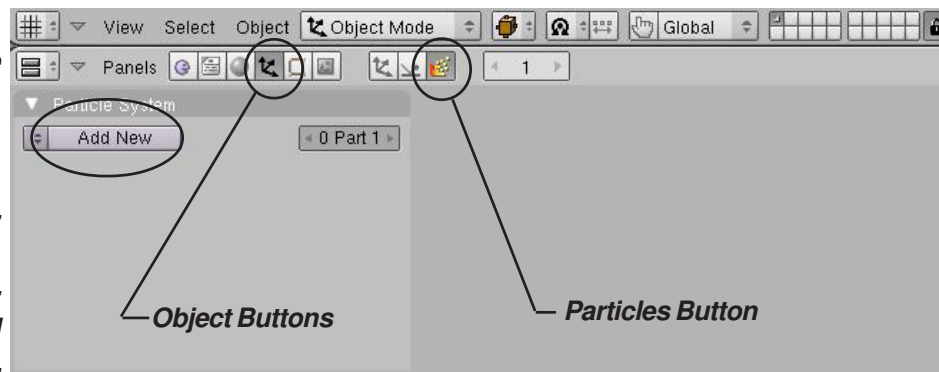 View Select Object Object Mode Global
Panels 1
Particle System
Add New 0 Part 1
Object Buttons
Particles Button